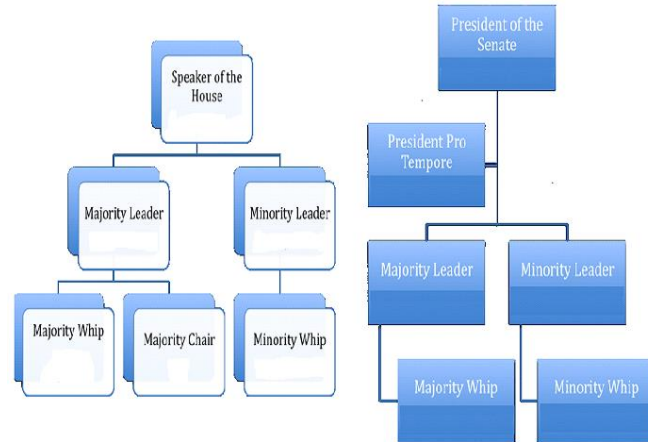 Speaker of the
House
Majority Leader
Minority Leader
Majority Whip
Majority Chair
Minority Whip
President of the
Senate
President Pro
Tempore
Majority Leader
Minority Leader
Majority Whip
Minority Whip